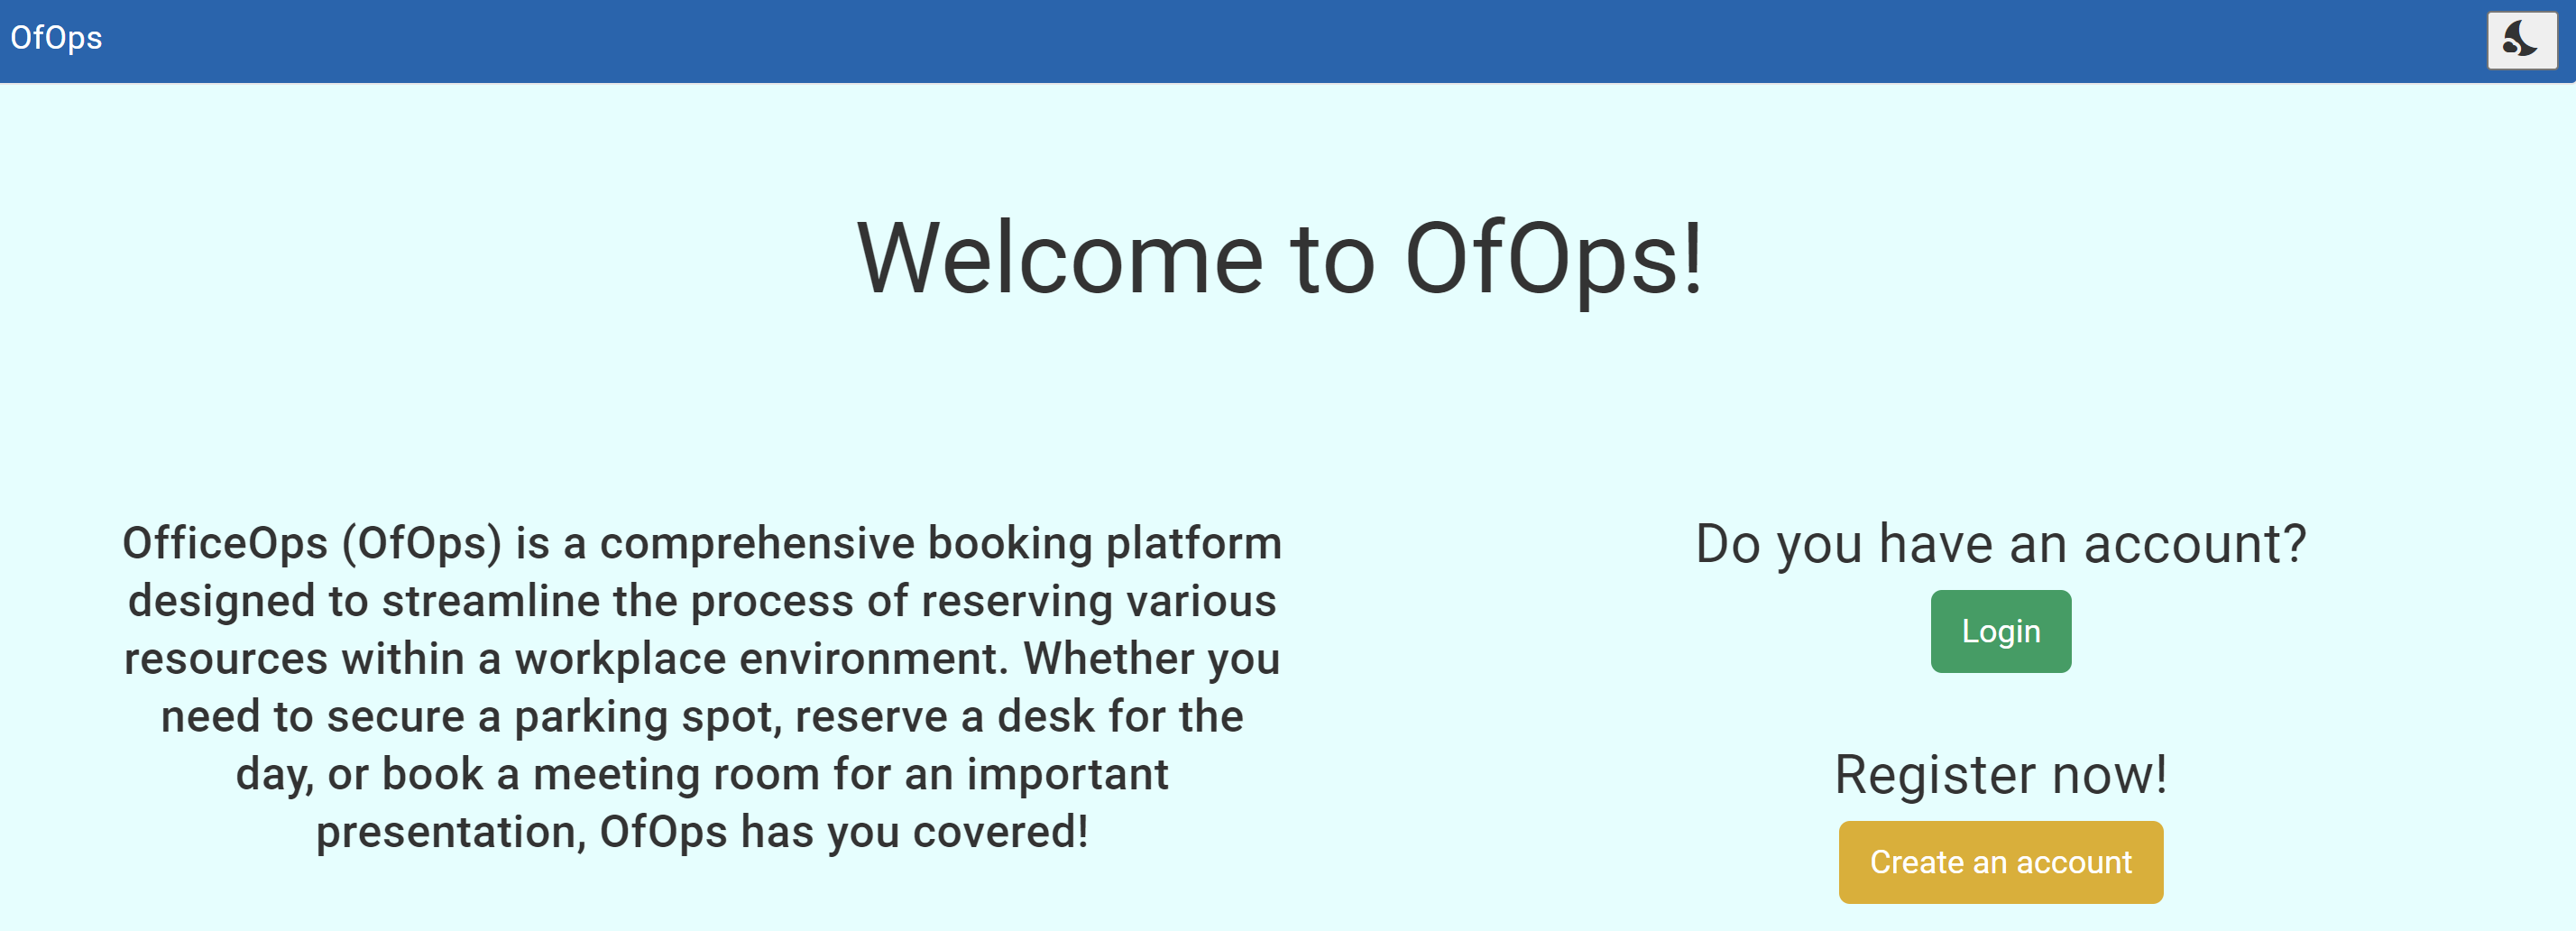 OfOps
Welcome to OfOps!
OfficeOps (OfOps) is a comprehensive booking platform
designed to streamline the process of reserving various
resources within a workplace environment. Whether you
need to secure a parking spot, reserve a desk for the
day, or book a meeting room for an important
presentation, OfOps has you covered!
Do you have an account?
Login
Register now!
Create an account